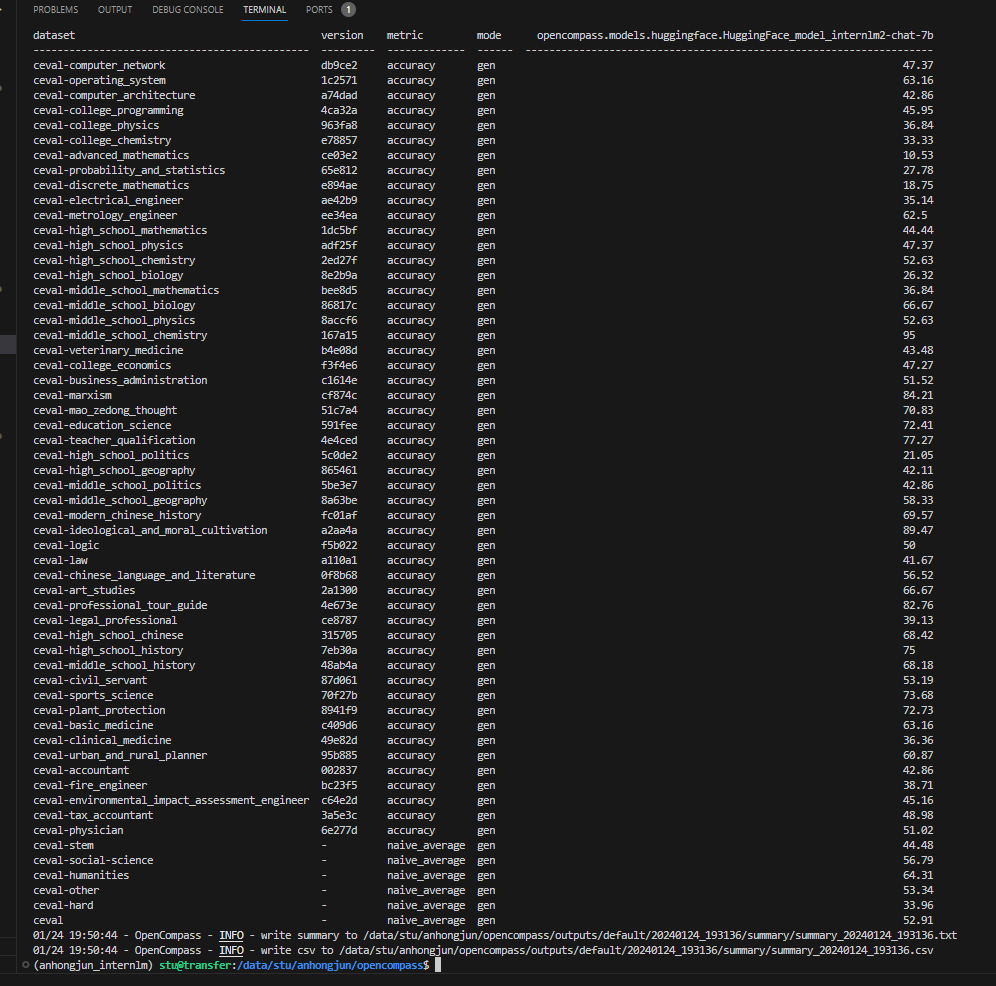 PROBLEMS OUTPUT DEBUG CONSOLE TERMINAL PORTS 1
dataset version metric mode opencompass.models.huggingface.HuggingFace_model_internlm2-chat-7b
---------------------------------------------- --------- ------------- ------ --------------------------------------------------------------------
ceval-computer_network db9ce2 accuracy gen 47.37
ceval-operating_system 1c2571 accuracy gen 63.16
ceval-computer_architecture a74dad accuracy gen 42.86
ceval-college_programming 4ca32a accuracy gen 45.95
ceval-college_physics 963fa8 accuracy gen 36.84
ceval-college_chemistry e78857 accuracy gen 33.33
ceval-advanced_mathematics ce03e2 accuracy gen 10.53
ceval-probability_and_statistics 65e812 accuracy gen 27.78
ceval-discrete_mathematics e894ae accuracy gen 18.75
ceval-electrical_engineer ae42b9 accuracy gen 35.14
ceval-metrology_engineer ee34ea accuracy gen 62.5
ceval-high_school_mathematics 1dc5bf accuracy gen 44.44
ceval-high_school_physics adf25f accuracy gen 47.37
ceval-high_school_chemistry 2ed27f accuracy gen 52.63
ceval-high_school_biology 8e2b9a accuracy gen 26.32
ceval-middle_school_mathematics bee8d5 accuracy gen 36.84
ceval-middle_school_biology 86817c accuracy gen 66.67
ceval-middle_school_physics 8accf6 accuracy gen 52.63
ceval-middle_school_chemistry 167a15 accuracy gen 95
ceval-veterinary_medicine b4e08d accuracy gen 43.48
ceval-college_economics f3f4e6 accuracy gen 47.27
ceval-business_administration c1614e accuracy gen 51.52
ceval-marxism cf874c accuracy gen 84.21
ceval-mao_zedong_thought 51c7a4 accuracy gen 70.83
ceval-education_science 591fee accuracy gen 72.41
ceval-teacher_qualification 4e4ced accuracy gen 77.27
ceval-high_school_politics 5c0de2 accuracy gen 21.05
ceval-high_school_geography 865461 accuracy gen 42.11
ceval-middle_school_politics 5be3e7 accuracy gen 42.86
ceval-middle_school_geography 8a63be accuracy gen 58.33
ceval-modern_chinese_history fc01af accuracy gen 69.57
ceval-ideological_and_moral_cultivation a2aa4a accuracy gen 89.47
ceval-logic f5b022 accuracy gen 50
ceval-law a110a1 accuracy gen 41.67
ceval-chinese_language_and_literature 0f8b68 accuracy gen 56.52
ceval-art_studies 2a1300 accuracy gen 66.67
ceval-professional_tour_guide 4e673e accuracy gen 82.76
ceval-legal_professional ce8787 accuracy gen 39.13
ceval-high_school_chinese 315705 accuracy gen 68.42
ceval-high_school_history 7eb30a accuracy gen 75
ceval-middle_school_history 48ab4a accuracy gen 68.18
ceval-civil_servant 87d061 accuracy gen 53.19
ceval-sports_science 70f27b accuracy gen 73.68
ceval-plant_protection 8941f9 accuracy gen 72.73
ceval-basic_medicine c409d6 accuracy gen 63.16
ceval-clinical_medicine 49e82d accuracy gen 36.36
ceval-urban_and_rural_planner 95b885 accuracy gen 60.87
ceval-accountant 002837 accuracy gen 42.86
ceval-fire_engineer bc23f5 accuracy gen 38.71
ceval-environmental_impact_assessment_engineer c64e2d accuracy gen 45.16
ceval-tax_accountant 3a5e3c accuracy gen 48.98
ceval-physician 6e277d accuracy gen 51.02
ceval-stem - naive_average gen 44.48
ceval-social-science - naive_average gen 56.79
ceval-humanities - naive_average gen 64.31
ceval-other - naive_average gen 53.34
ceval-hard - naive_average gen 33.96
ceval - naive_average gen 52.91
01/24 19:50:44 - OpenCompass - INFO - write summary to /data/stu/anhongjun/opencompass/outputs/default/20240124_193136/summary/summary_20240124_193136.txt
01/24 19:50:44 - OpenCompass - INFO - write csv to /data/stu/anhongjun/opencompass/outputs/default/20240124_193136/summary/summary_20240124_193136.csv
(anhongjun_internlm) stu@transfer:/data/stu/anhongjun/opencompass$